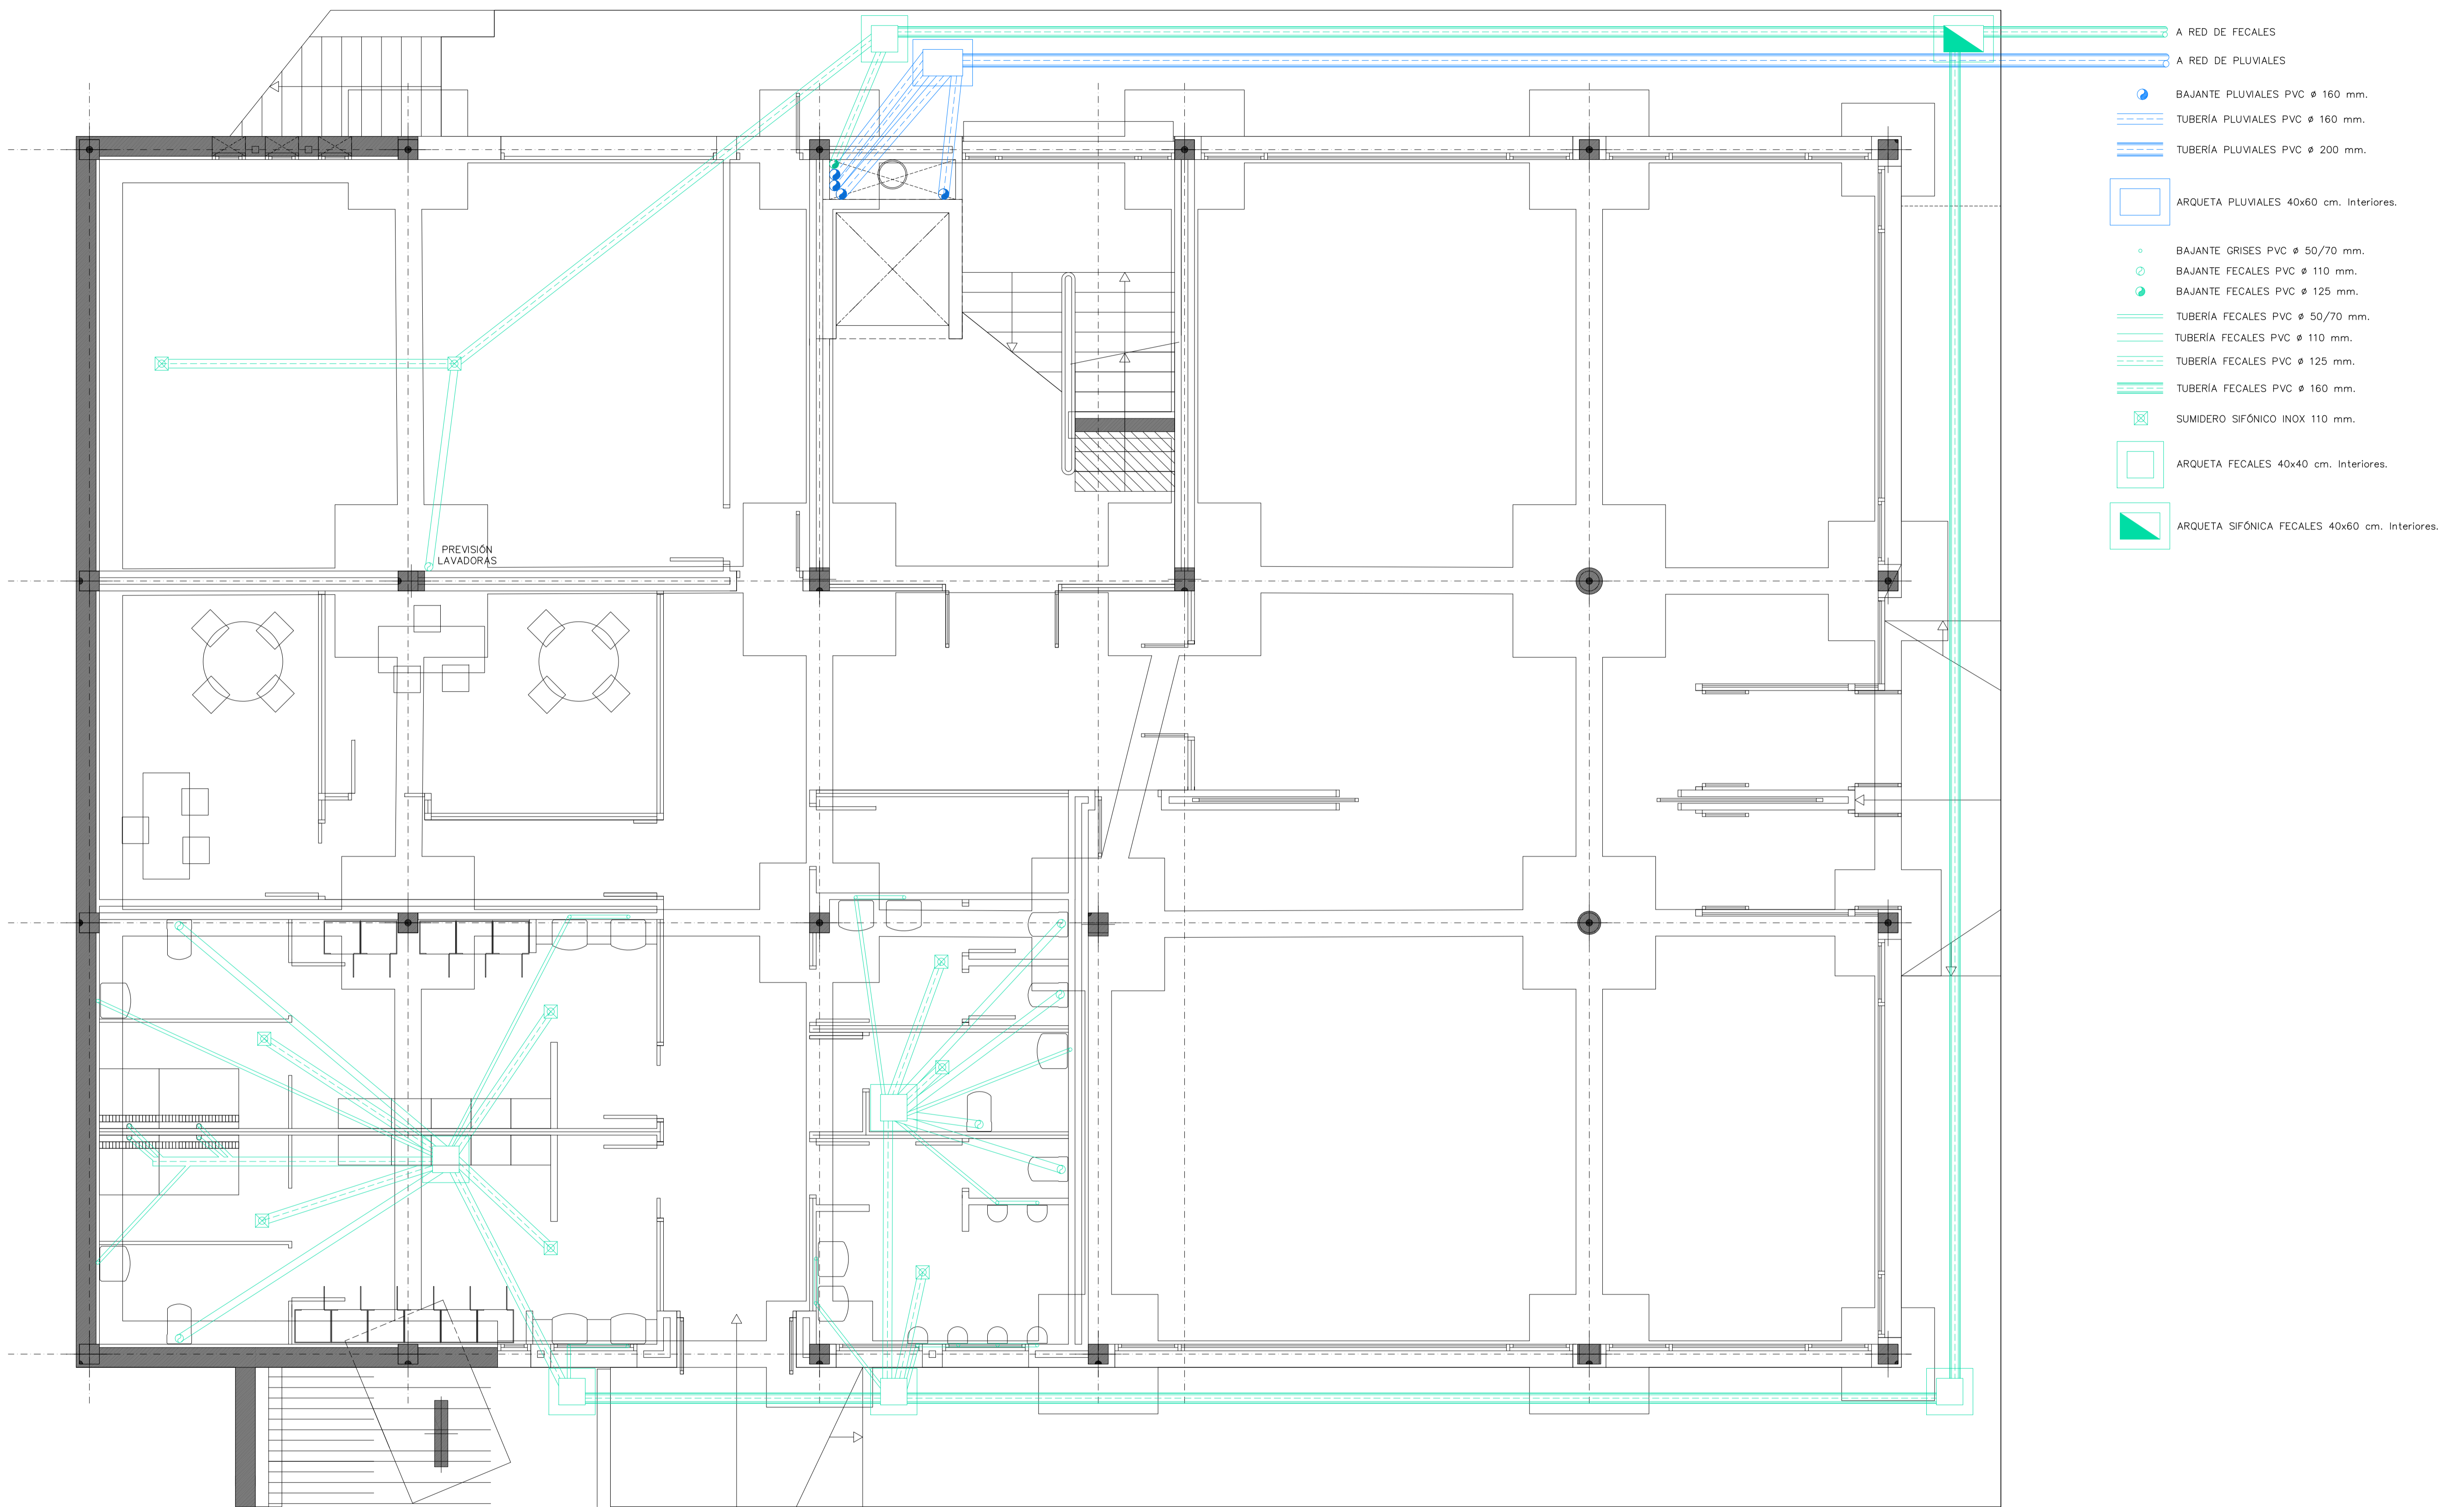 A RED DE FECALES
A RED DE PLUVIALES
BAJANTE PLUVIALES PVC ø 160 mm.
TUBERÍA PLUVIALES PVC ø 160 mm.
TUBERÍA PLUVIALES PVC ø 200 mm.
ARQUETA PLUVIALES 40x60 cm. Interiores.
BAJANTE GRISES PVC ø 50/70 mm.
BAJANTE FECALES PVC ø 110 mm.
BAJANTE FECALES PVC ø 125 mm.
TUBERÍA FECALES PVC ø 50/70 mm.
TUBERÍA FECALES PVC ø 110 mm.
TUBERÍA FECALES PVC ø 125 mm.
TUBERÍA FECALES PVC ø 160 mm.
SUMIDERO SIFÓNICO INOX 110 mm.
ARQUETA FECALES 40x40 cm. Interiores.
ARQUETA SIFÓNICA FECALES 40x60 cm. Interiores.
PREVISIÓN
LAVADORAS